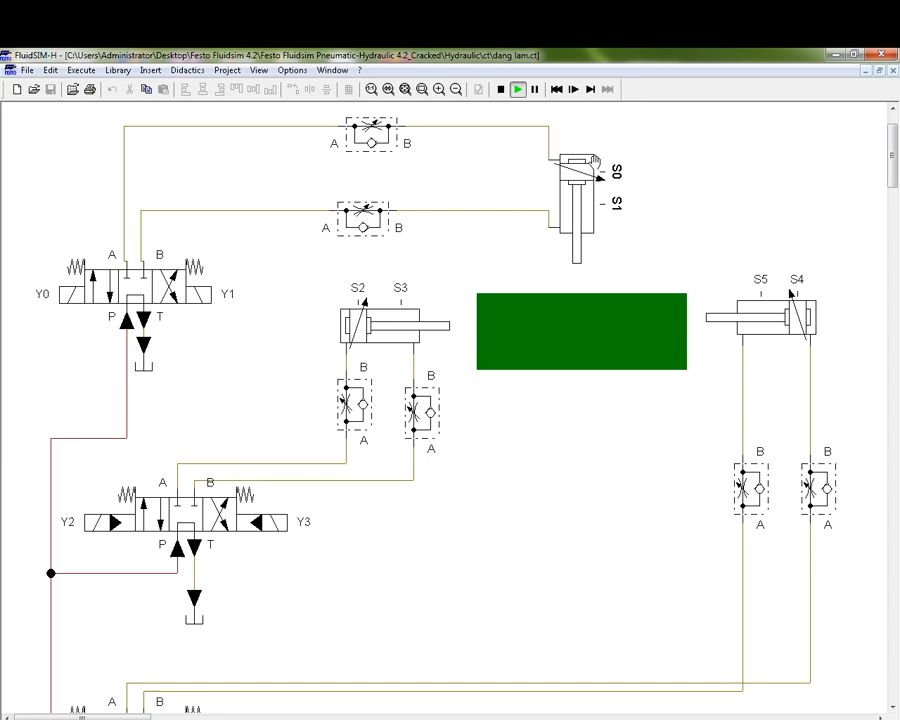 FluidSIM-H - [C:\Users\Administrator\Desktop\Festo Fluidsim 4.2\Festo Fluidsim Pneumatic-Hydraulic 4.2_Cracked\Hydraulic\ct\dang lam.ct]
File Edit Execute Library Insert Didactics Project View Options Window ?
A B
S0
S1
A B
A B
Y0 Y1
P T
S2 S3
S5 S4
B B
A A
A B
Y2 Y3
P T
B B
A A
A B